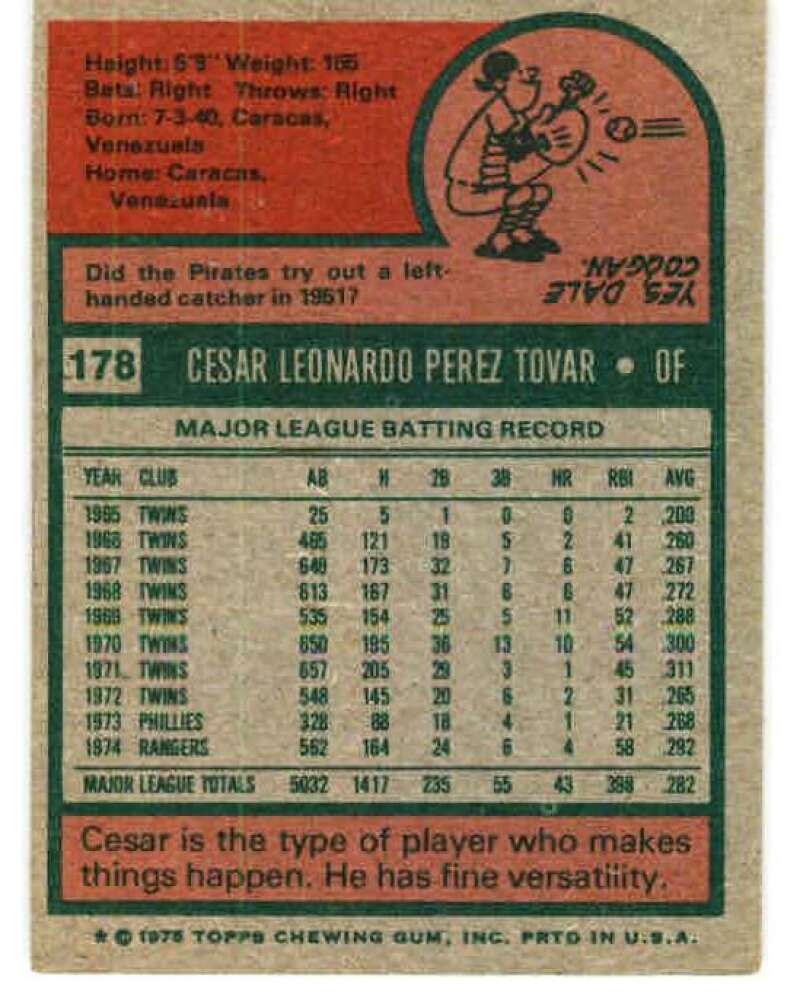 Height: 5'9" Weight: 155
Bats: Right Throws: Right
Born: 7-3-40, Caracas,
Venezuela
Home: Caracas,
Venezuela
YES, DALE
COOGAN.
Did the Pirates try out a left-
handed catcher in 1951?
178 CESAR LEONARDO PEREZ TOVAR • OF
MAJOR LEAGUE BATTING RECORD
YEAR CLUB AB H 2B 3B HR RBI AVG
1965 TWINS 25 5 1 0 0 2 .200
1966 TWINS 465 121 19 5 2 41 .260
1967 TWINS 649 173 32 7 6 47 .267
1968 TWINS 613 167 31 6 6 47 .272
1969 TWINS 535 154 25 5 11 52 .288
1970 TWINS 650 195 36 13 10 54 .300
1971 TWINS 657 205 29 3 1 45 .311
1972 TWINS 548 145 20 6 2 31 .265
1973 PHILLIES 328 88 18 4 1 21 .268
1974 RANGERS 562 164 24 6 4 58 .292
MAJOR LEAGUE TOTALS 5032 1417 235 55 43 398 .282
Cesar is the type of player who makes
things happen. He has fine versatility.
* © 1975 TOPPS CHEWING GUM, INC. PRTD IN U.S.A.